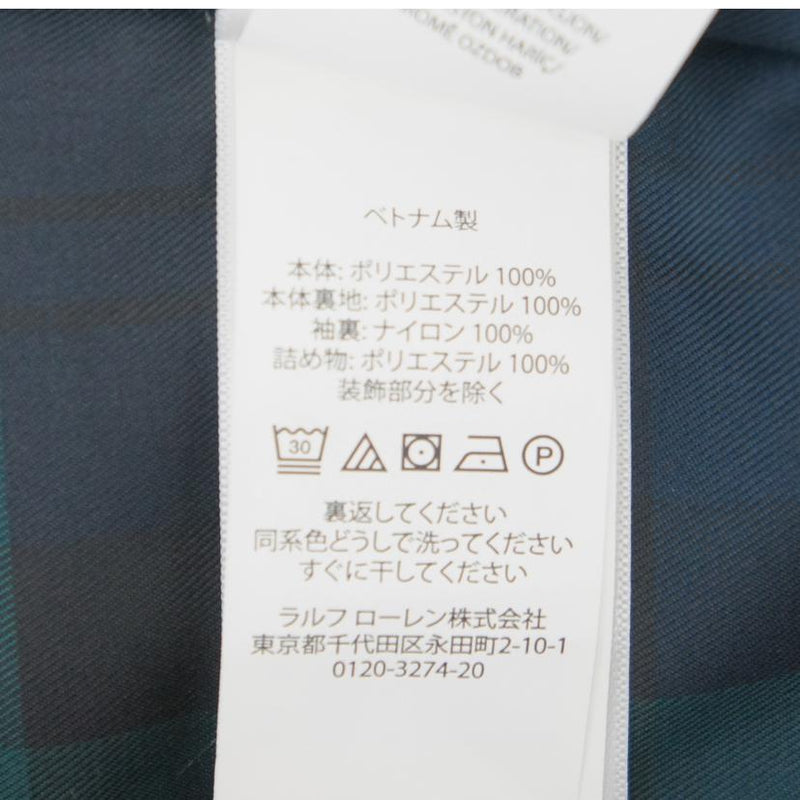 ORATION/
TON HARIÇ/
ROMÉ OZDOB
ベトナム製
本体: ポリエステル 100%
本体裏地: ポリエステル 100%
袖裏: ナイロン 100%
詰め物: ポリエステル 100%
装飾部分を除く
30 P
裏返してください
同系色どうしで洗ってください
すぐに干してください
ラルフ ローレン株式会社
東京都千代田区永田町2-10-1
0120-3274-20